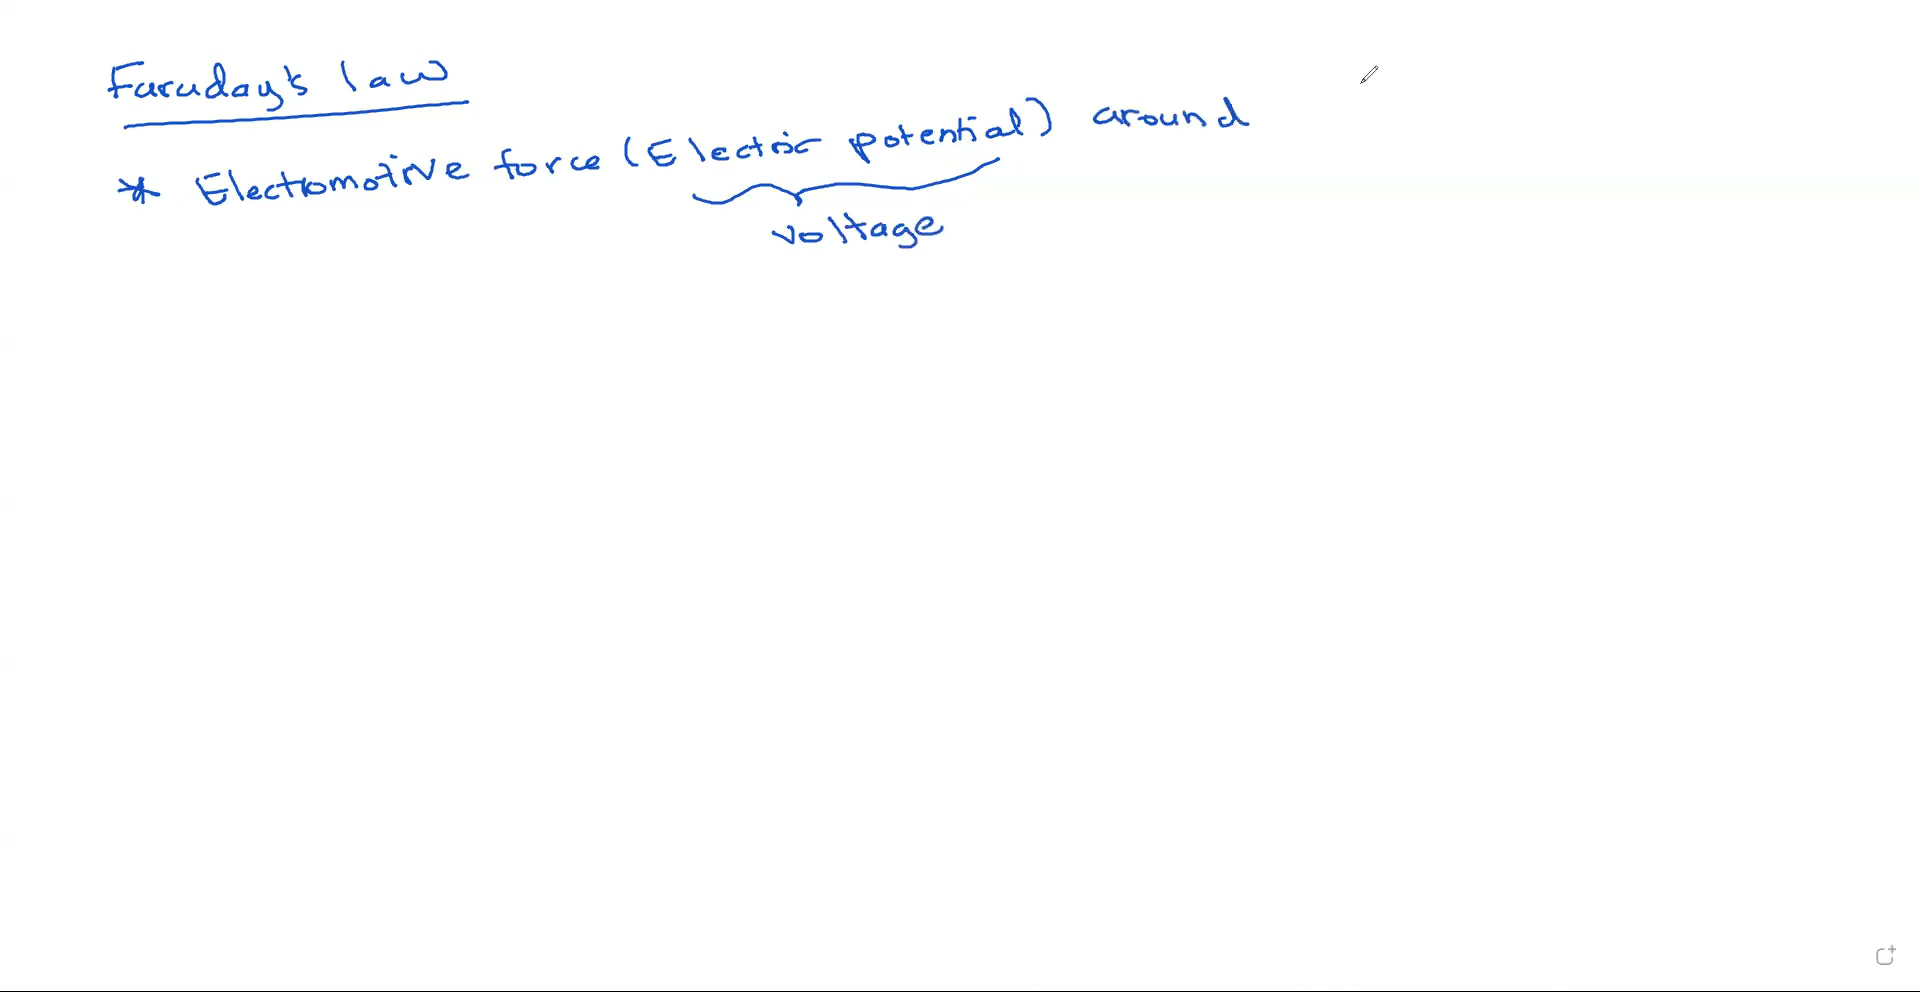 Faraday's law
* Electromotive force (Electric potential) around
voltage